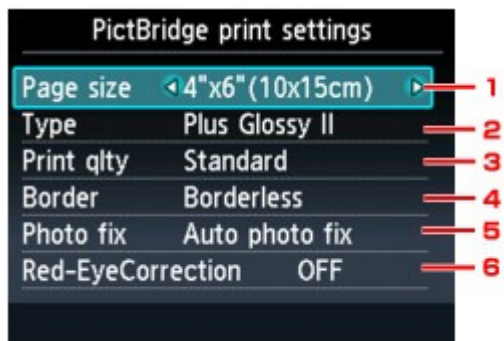 PictBridge print settings
Page size 4"x6"(10x15cm) 1
Type Plus Glossy II 2
Print qlty Standard 3
Border Borderless 4
Photo fix Auto photo fix 5
Red-EyeCorrection OFF 6